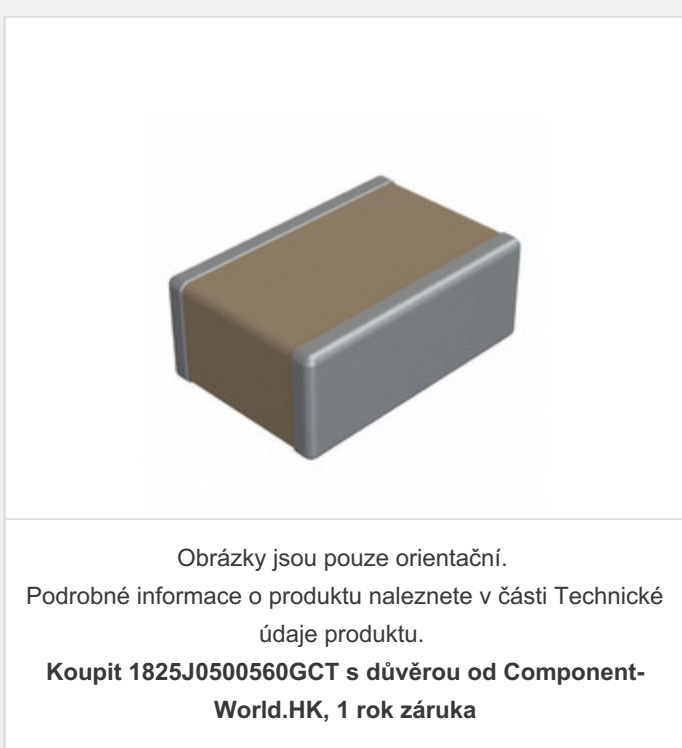 Obrázky jsou pouze orientační.
Podrobné informace o produktu naleznete v části Technické
údaje produktu.
Koupit 1825J0500560GCT s důvěrou od Component-
World.HK, 1 rok záruka